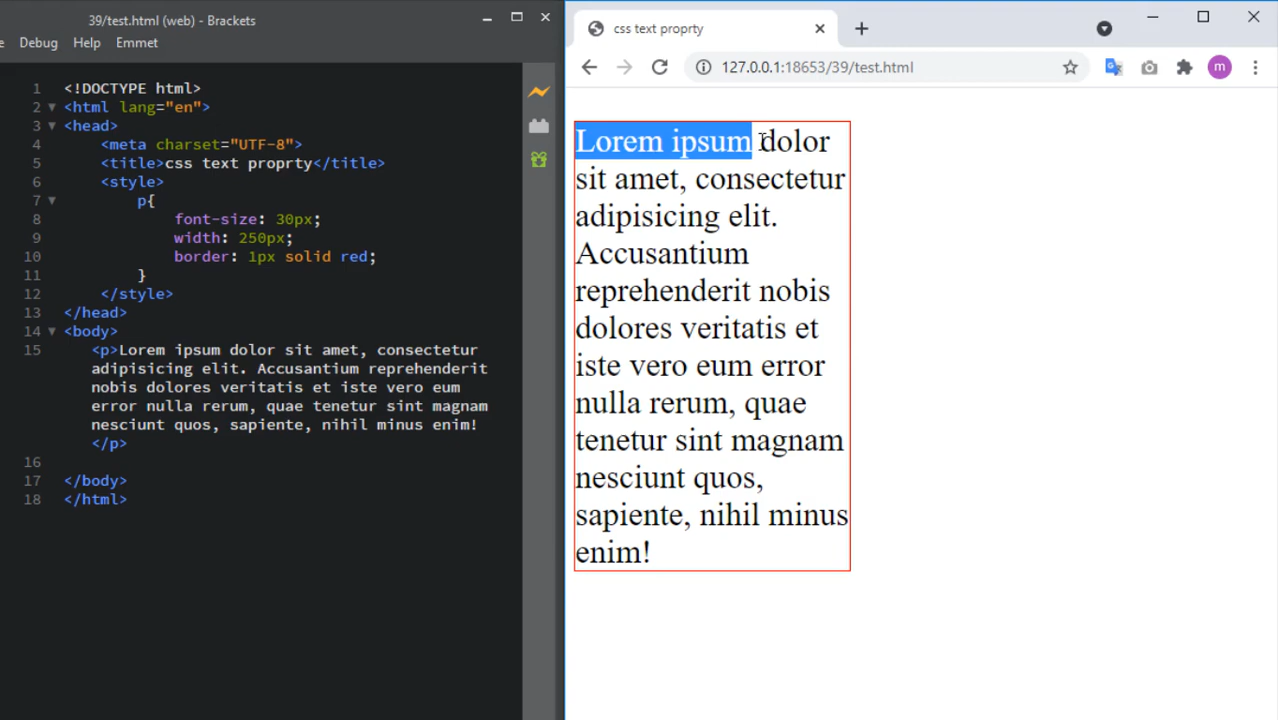 39/test.html (web) - Brackets
e Debug Help Emmet
1 <!DOCTYPE html>
2 <html lang="en">
3 <head>
4 <meta charset="UTF-8">
5 <title>css text proprty</title>
6 <style>
7 p{
8 font-size: 30px;
9 width: 250px;
10 border: 1px solid red;
11 }
12 </style>
13 </head>
14 <body>
15 <p>Lorem ipsum dolor sit amet, consectetur
adipisicing elit. Accusantium reprehenderit
nobis dolores veritatis et iste vero eum
error nulla rerum, quae tenetur sint magnam
nesciunt quos, sapiente, nihil minus enim!
</p>
16
17 </body>
18 </html>
css text proprty
127.0.0.1:18653/39/test.html
m
Lorem ipsum dolor
sit amet, consectetur
adipisicing elit.
Accusantium
reprehenderit nobis
dolores veritatis et
iste vero eum error
nulla rerum, quae
tenetur sint magnam
nesciunt quos,
sapiente, nihil minus
enim!